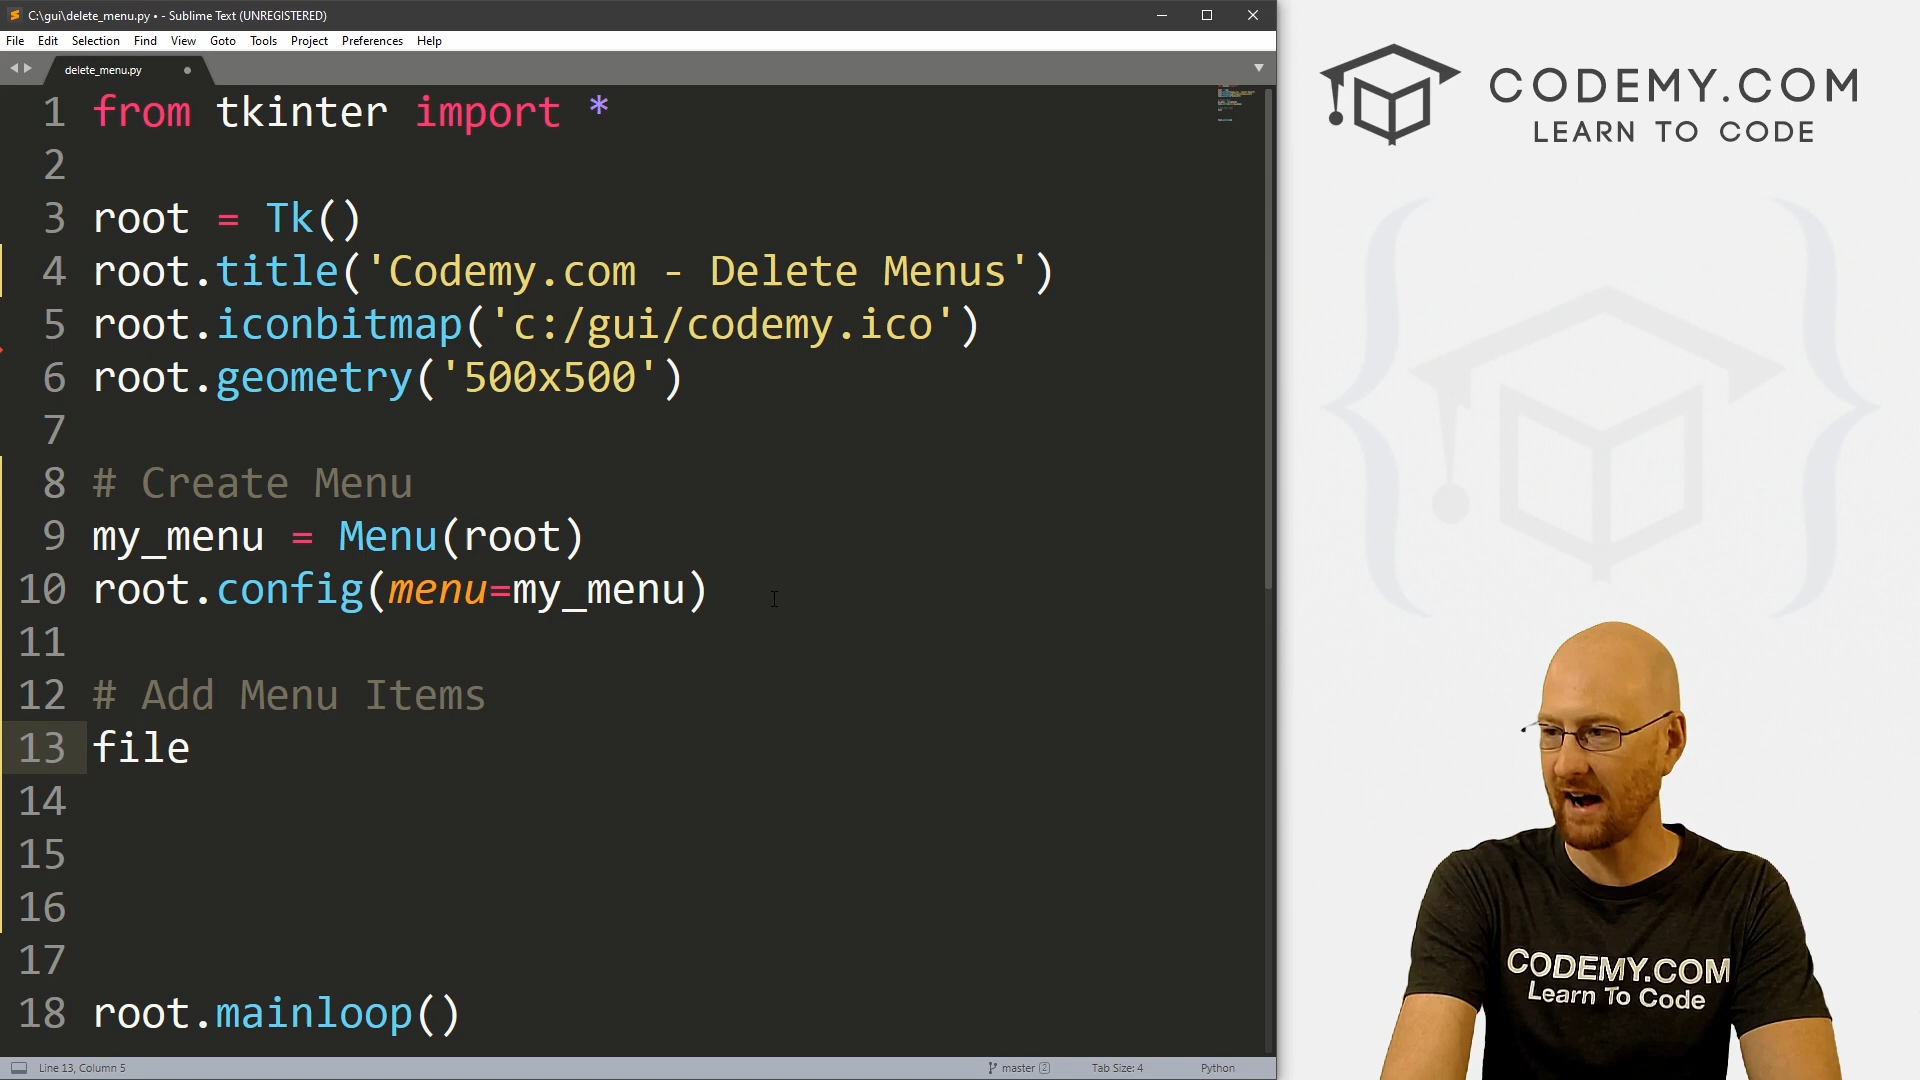 C:\gui\delete_menu.py • - Sublime Text (UNREGISTERED)
File Edit Selection Find View Goto Tools Project Preferences Help
delete_menu.py
1 from tkinter import *
2
3 root = Tk()
4 root.title('Codemy.com - Delete Menus')
5 root.iconbitmap('c:/gui/codemy.ico')
6 root.geometry('500x500')
7
8 # Create Menu
9 my_menu = Menu(root)
10 root.config(menu=my_menu)
11
12 # Add Menu Items
13 file
14
15
16
17
18 root.mainloop()
Line 13, Column 5 master 2 Tab Size: 4 Python
CODEMY.COM
LEARN TO CODE
CODEMY.COM
Learn To Code